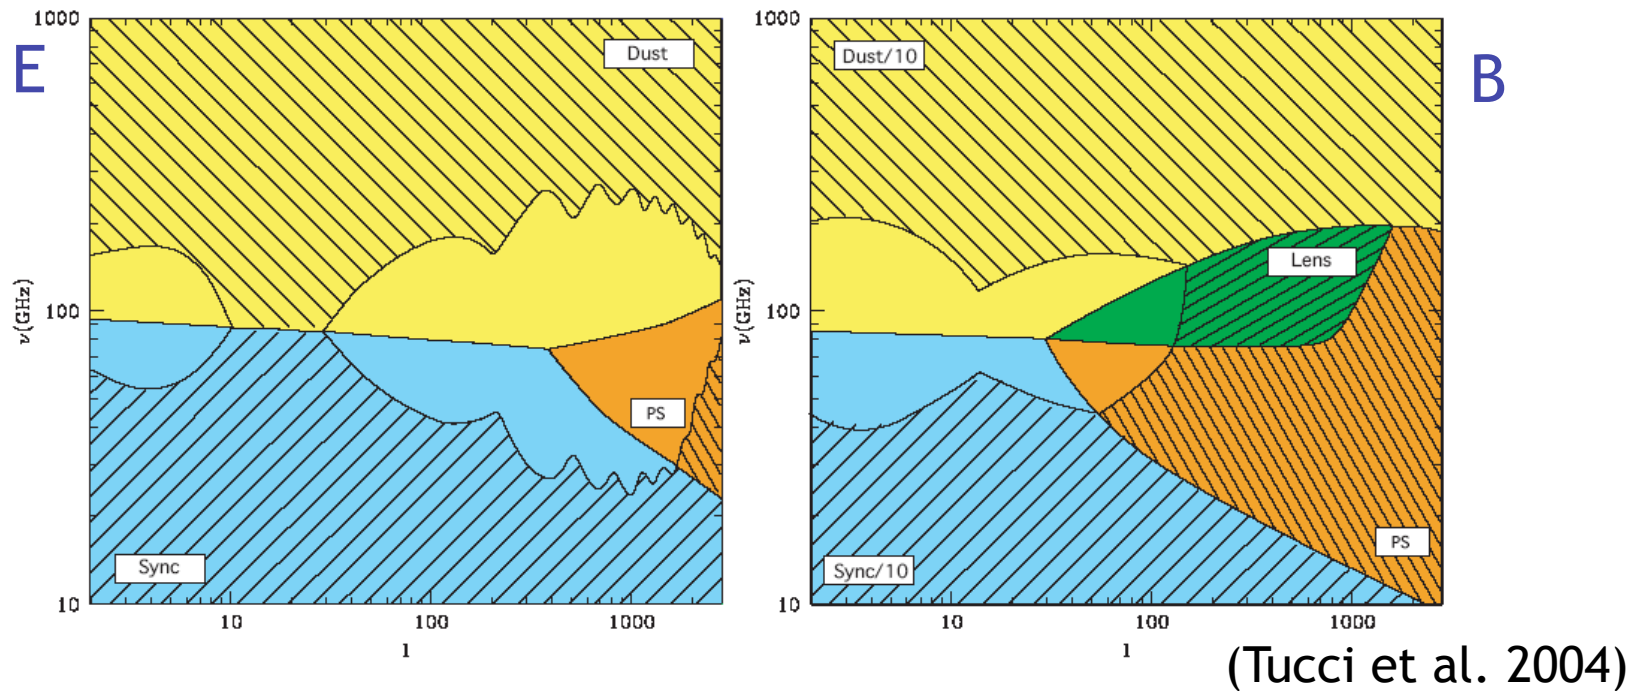 E
1000
100
10
ν(GHz)
Dust
PS
Sync
10
100
1000
l
B
1000
100
10
ν(GHz)
Dust/10
Lens
PS
Sync/10
10
100
1000
l
(Tucci et al. 2004)